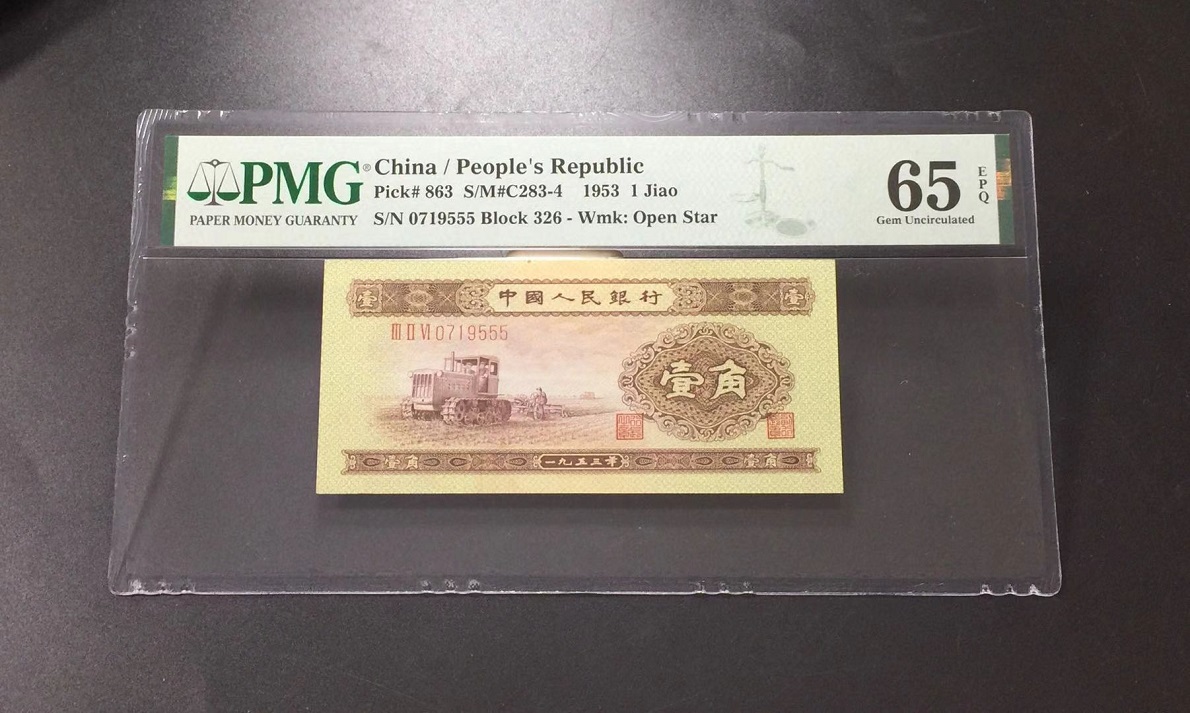 PMG®
PAPER MONEY GUARANTY
China / People's Republic
Pick# 863 S/M#C283-4 1953 1 Jiao
S/N 0719555 Block 326 - Wmk: Open Star
65
EPQ
Gem Uncirculated
壹 中國人民銀行 壹
III II VI 0719555
壹角
壹角 一九五三年 壹角